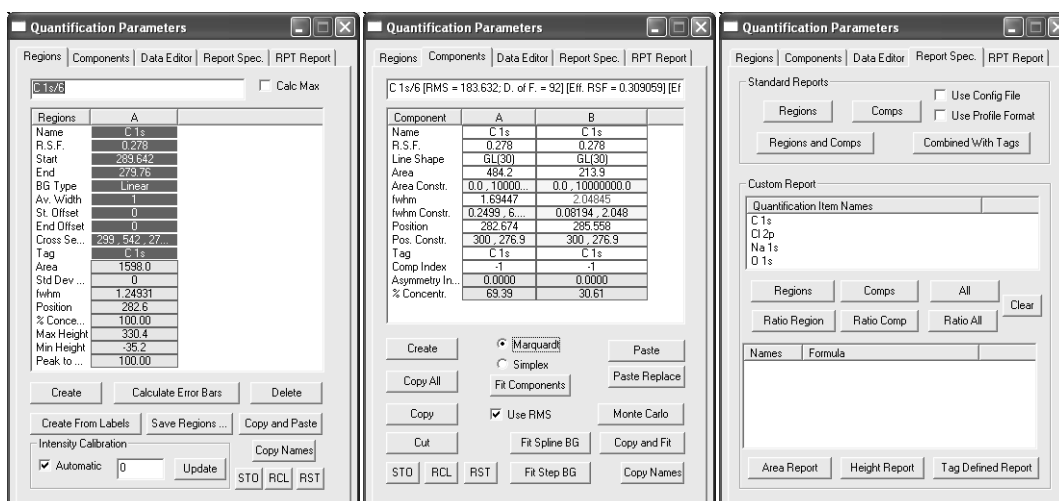 Quantification Parameters
Regions Components Data Editor Report Spec. RPT Report
C 1s/6 Calc Max
Regions A
Name C 1s
R.S.F. 0.278
Start 289.642
End 279.76
BG Type Linear
Av. Width 1
St. Offset 0
End Offset 0
Cross Se... 299 , 542 , 27...
Tag C 1s
Area 1598.0
Std Dev ... 0
fwhm 1.24931
Position 282.6
% Conce... 100.00
Max Height 330.4
Min Height -35.2
Peak to ... 100.00
Create Calculate Error Bars Delete
Create From Labels Save Regions ... Copy and Paste
Intensity Calibration
Copy Names
Automatic 0 Update
STO RCL RST
Quantification Parameters
Regions Components Data Editor Report Spec. RPT Report
C 1s/6 [RMS = 183.632; D. of F. = 92] [Eff. RSF = 0.309059] [Ef
Component A B
Name C 1s C 1s
R.S.F. 0.278 0.278
Line Shape GL(30) GL(30)
Area 484.2 213.9
Area Constr. 0.0 , 10000... 0.0 , 10000000.0
fwhm 1.69447 2.04845
fwhm Constr. 0.2499 , 6.... 0.08194 , 2.048
Position 282.674 285.558
Pos. Constr. 300 , 276.9 300 , 276.9
Tag C 1s C 1s
Comp Index -1 -1
Asymmetry In... 0.0000 0.0000
% Concentr. 69.39 30.61
Create Marquardt Paste
Simplex
Copy All Fit Components Paste Replace
Copy Use RMS Monte Carlo
Cut Fit Spline BG Copy and Fit
STO RCL RST Fit Step BG Copy Names
Quantification Parameters
Regions Components Data Editor Report Spec. RPT Report
Standard Reports
Use Config File
Regions Comps Use Profile Format
Regions and Comps Combined With Tags
Custom Report
Quantification Item Names
C 1s
Cl 2p
Na 1s
O 1s
Regions Comps All
Clear
Ratio Region Ratio Comp Ratio All
Names Formula
Area Report Height Report Tag Defined Report